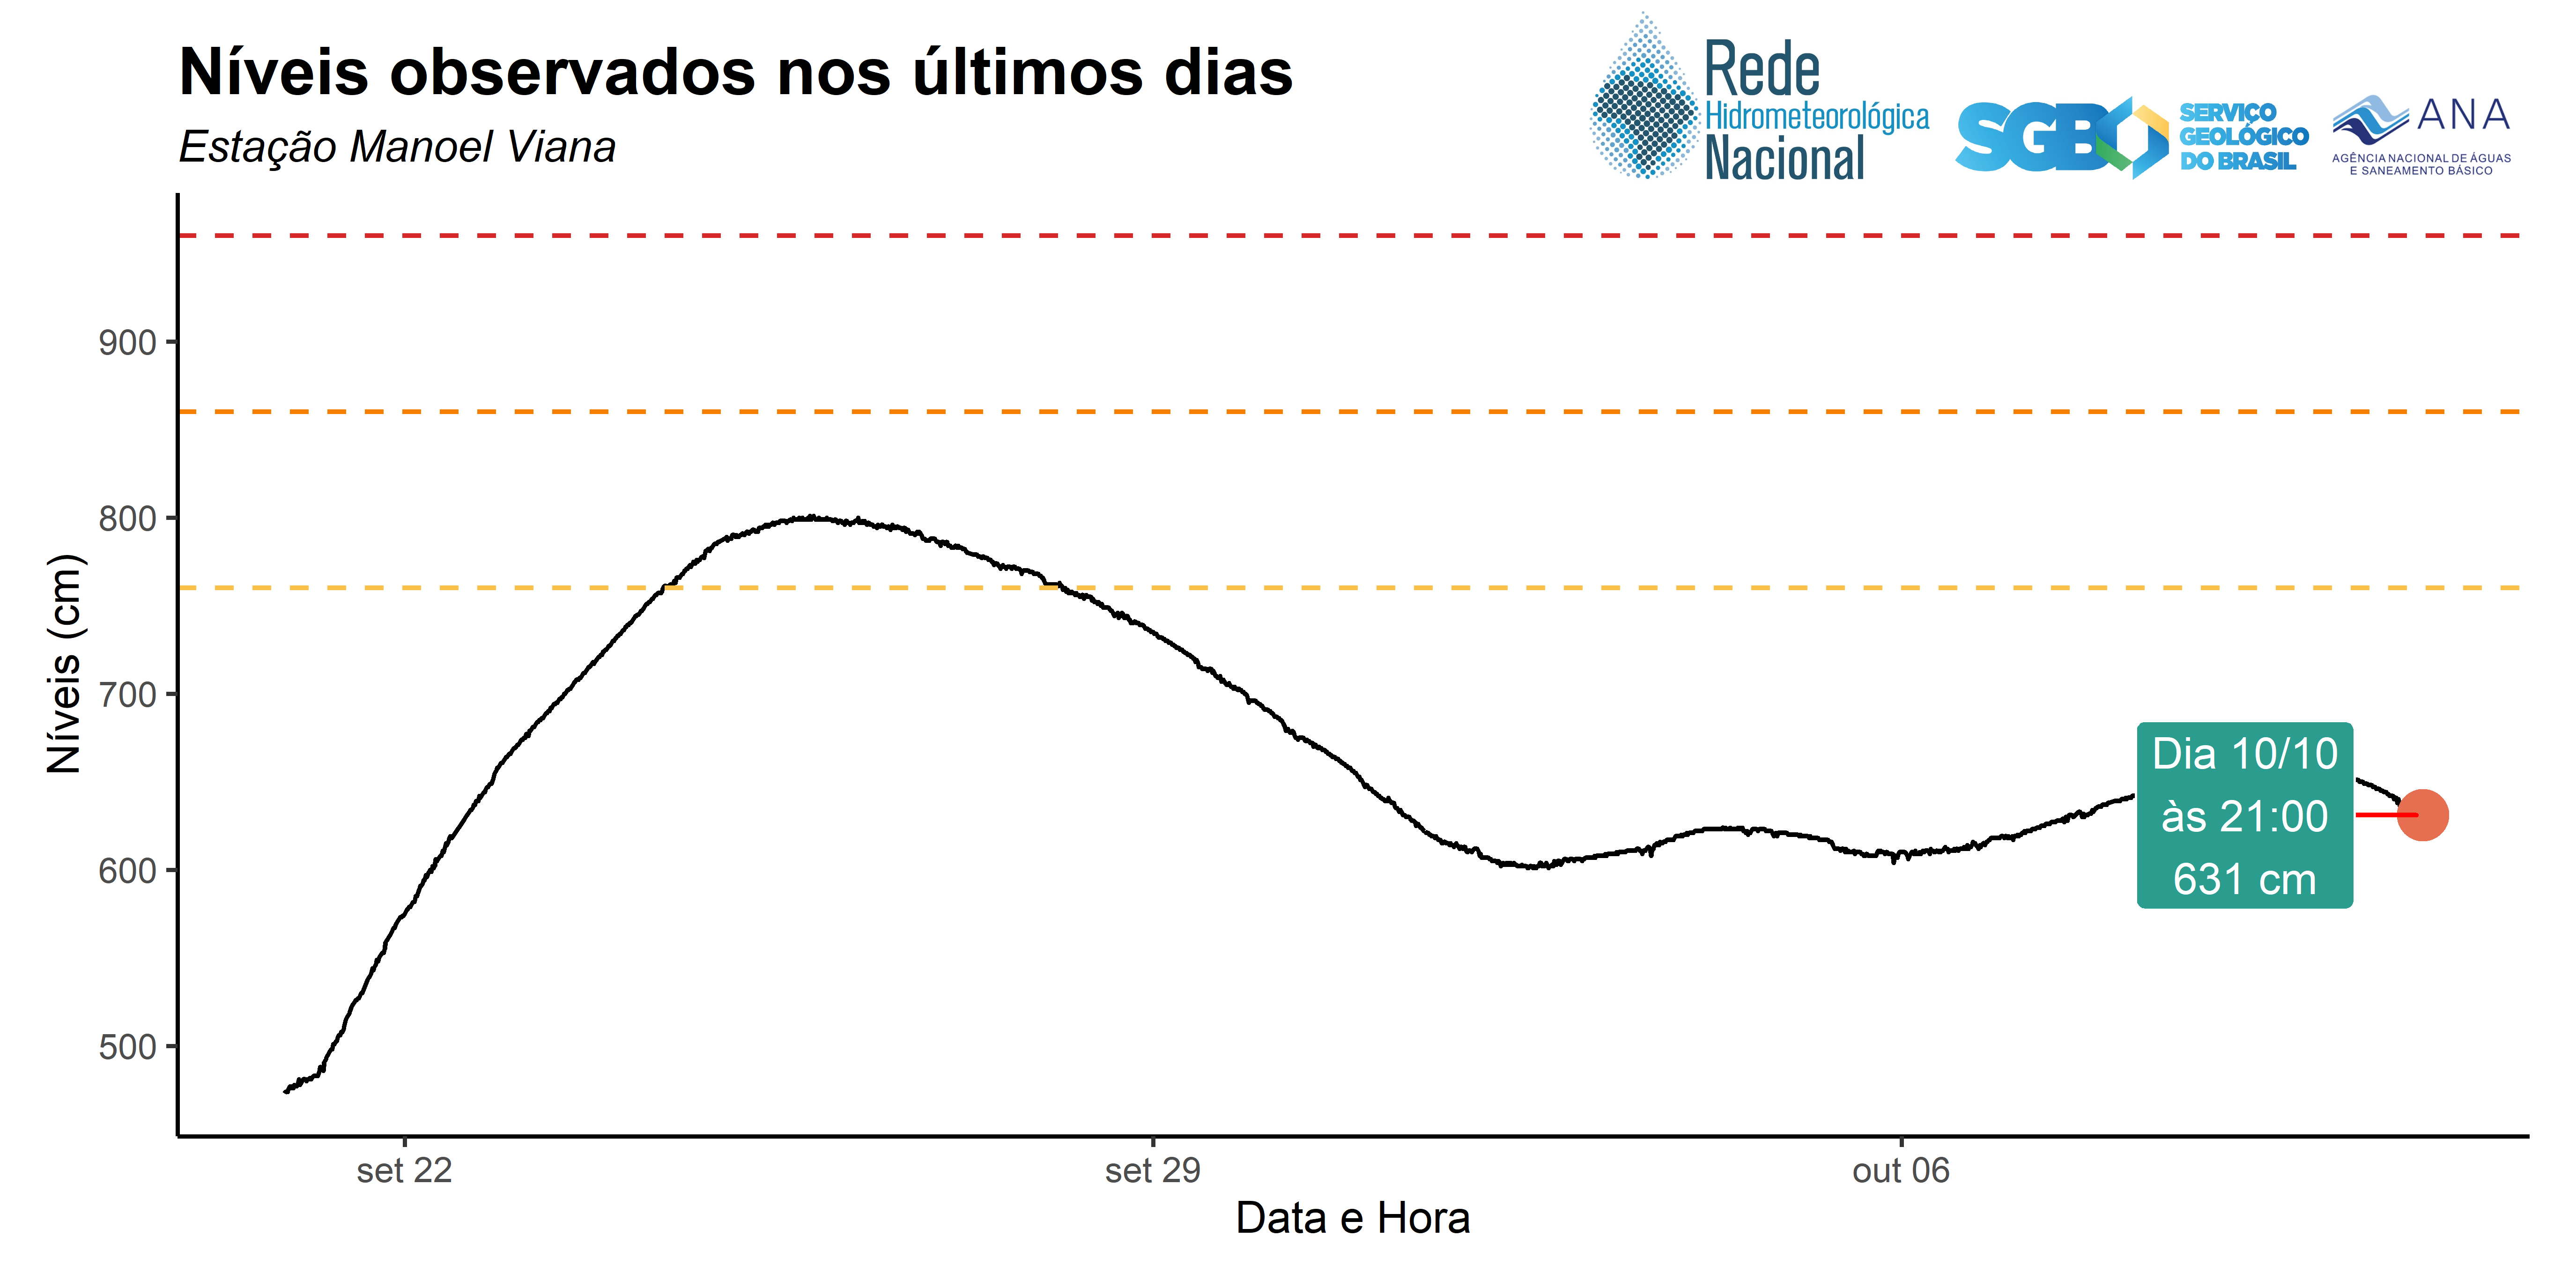 Níveis observados nos últimos dias
Estação Manoel Viana
Rede
Hidrometeorológica
Nacional
SGB
SERVIÇO
GEOLÓGICO
DO BRASIL
ANA
AGÊNCIA NACIONAL DE ÁGUAS
E SANEAMENTO BÁSICO
Níveis (cm)
900
800
700
600
500
Dia 10/10
às 21:00
631 cm
set 22
set 29
out 06
Data e Hora